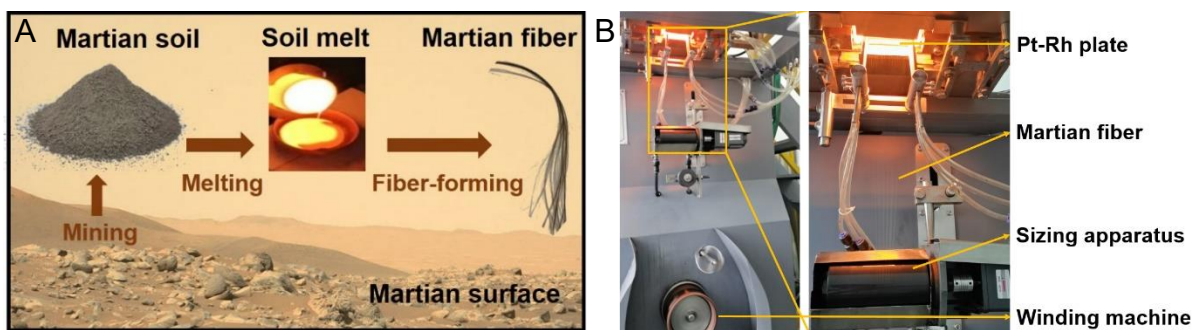 A
Martian soil
Soil melt
Martian fiber
Melting
Fiber-forming
Mining
Martian surface
B
Pt-Rh plate
Martian fiber
Sizing apparatus
Winding machine